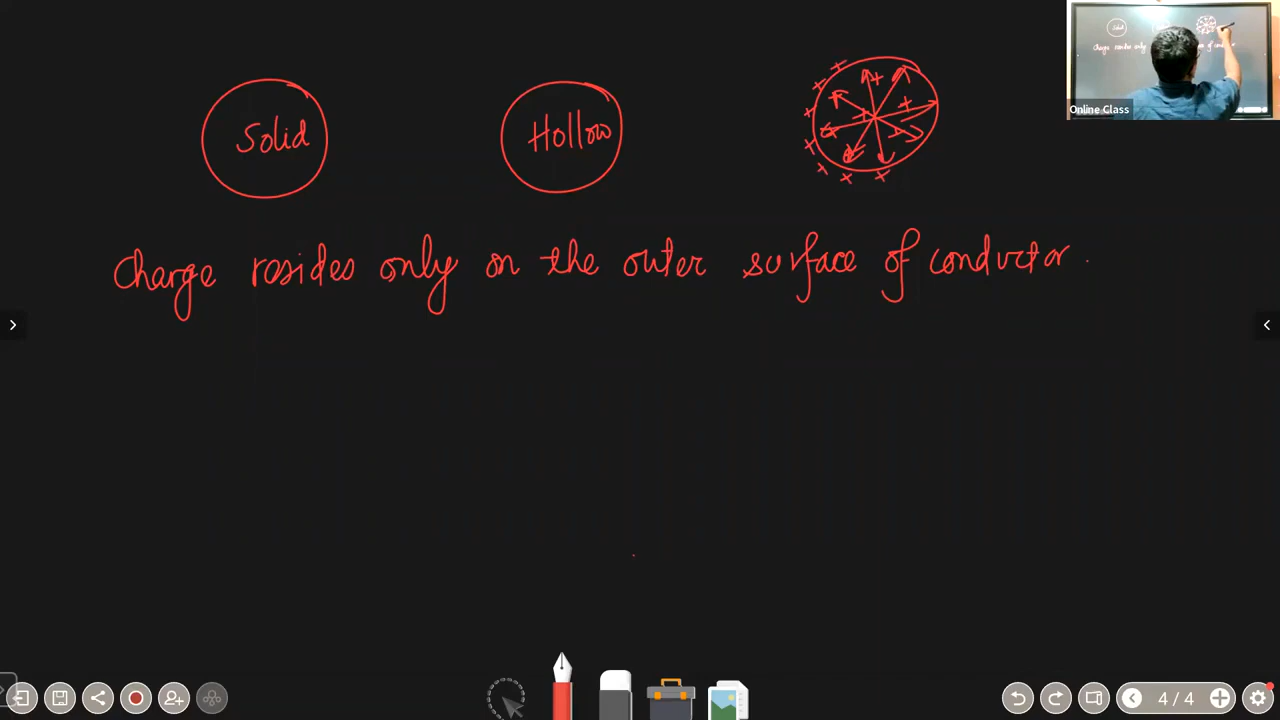 Solid Hollow
Charge resides only on the outer surface of conductor.
Online Class
4/4